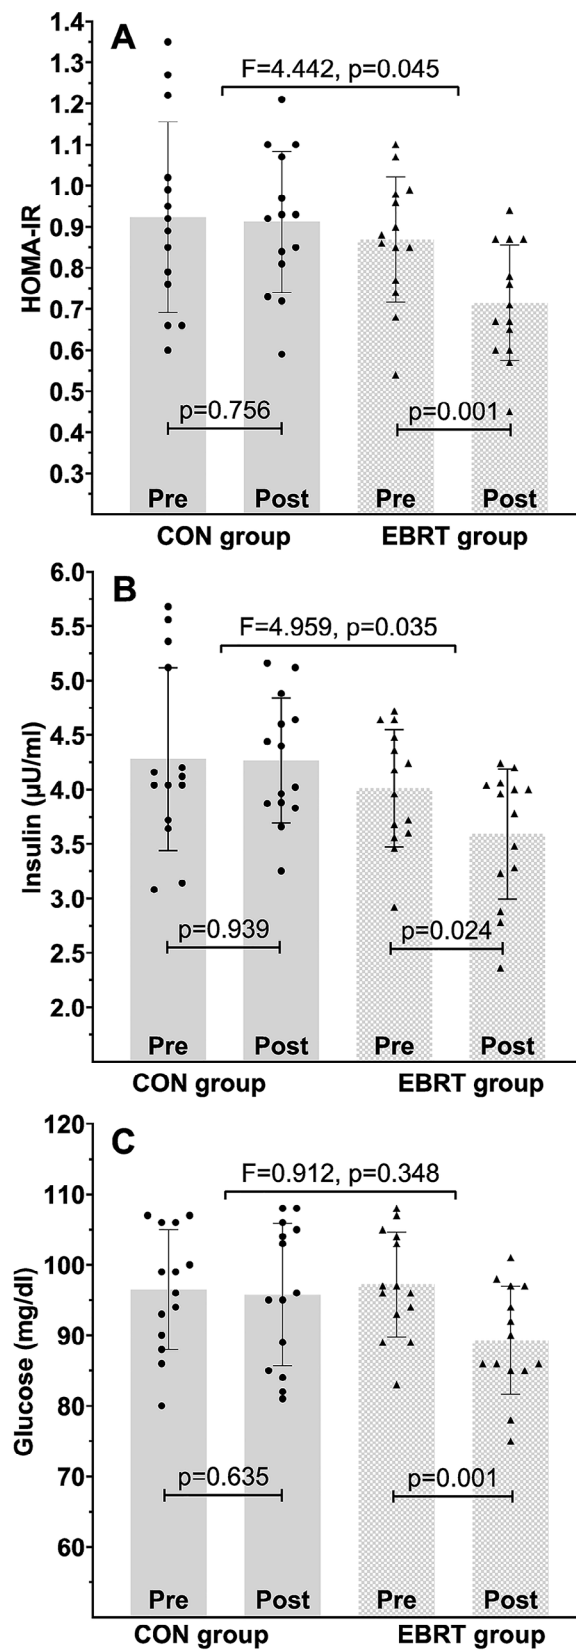 A
F=4.442, p=0.045
HOMA-IR
1.4
1.3
1.2
1.1
1.0
0.9
0.8
0.7
0.6
0.5
0.4
0.3
p=0.756
p=0.001
Pre
Post
Pre
Post
CON group
EBRT group
B
F=4.959, p=0.035
Insulin (μU/ml)
6.0
5.5
5.0
4.5
4.0
3.5
3.0
2.5
2.0
p=0.939
p=0.024
Pre
Post
Pre
Post
CON group
EBRT group
C
F=0.912, p=0.348
Glucose (mg/dl)
120
110
100
90
80
70
60
p=0.635
p=0.001
Pre
Post
Pre
Post
CON group
EBRT group